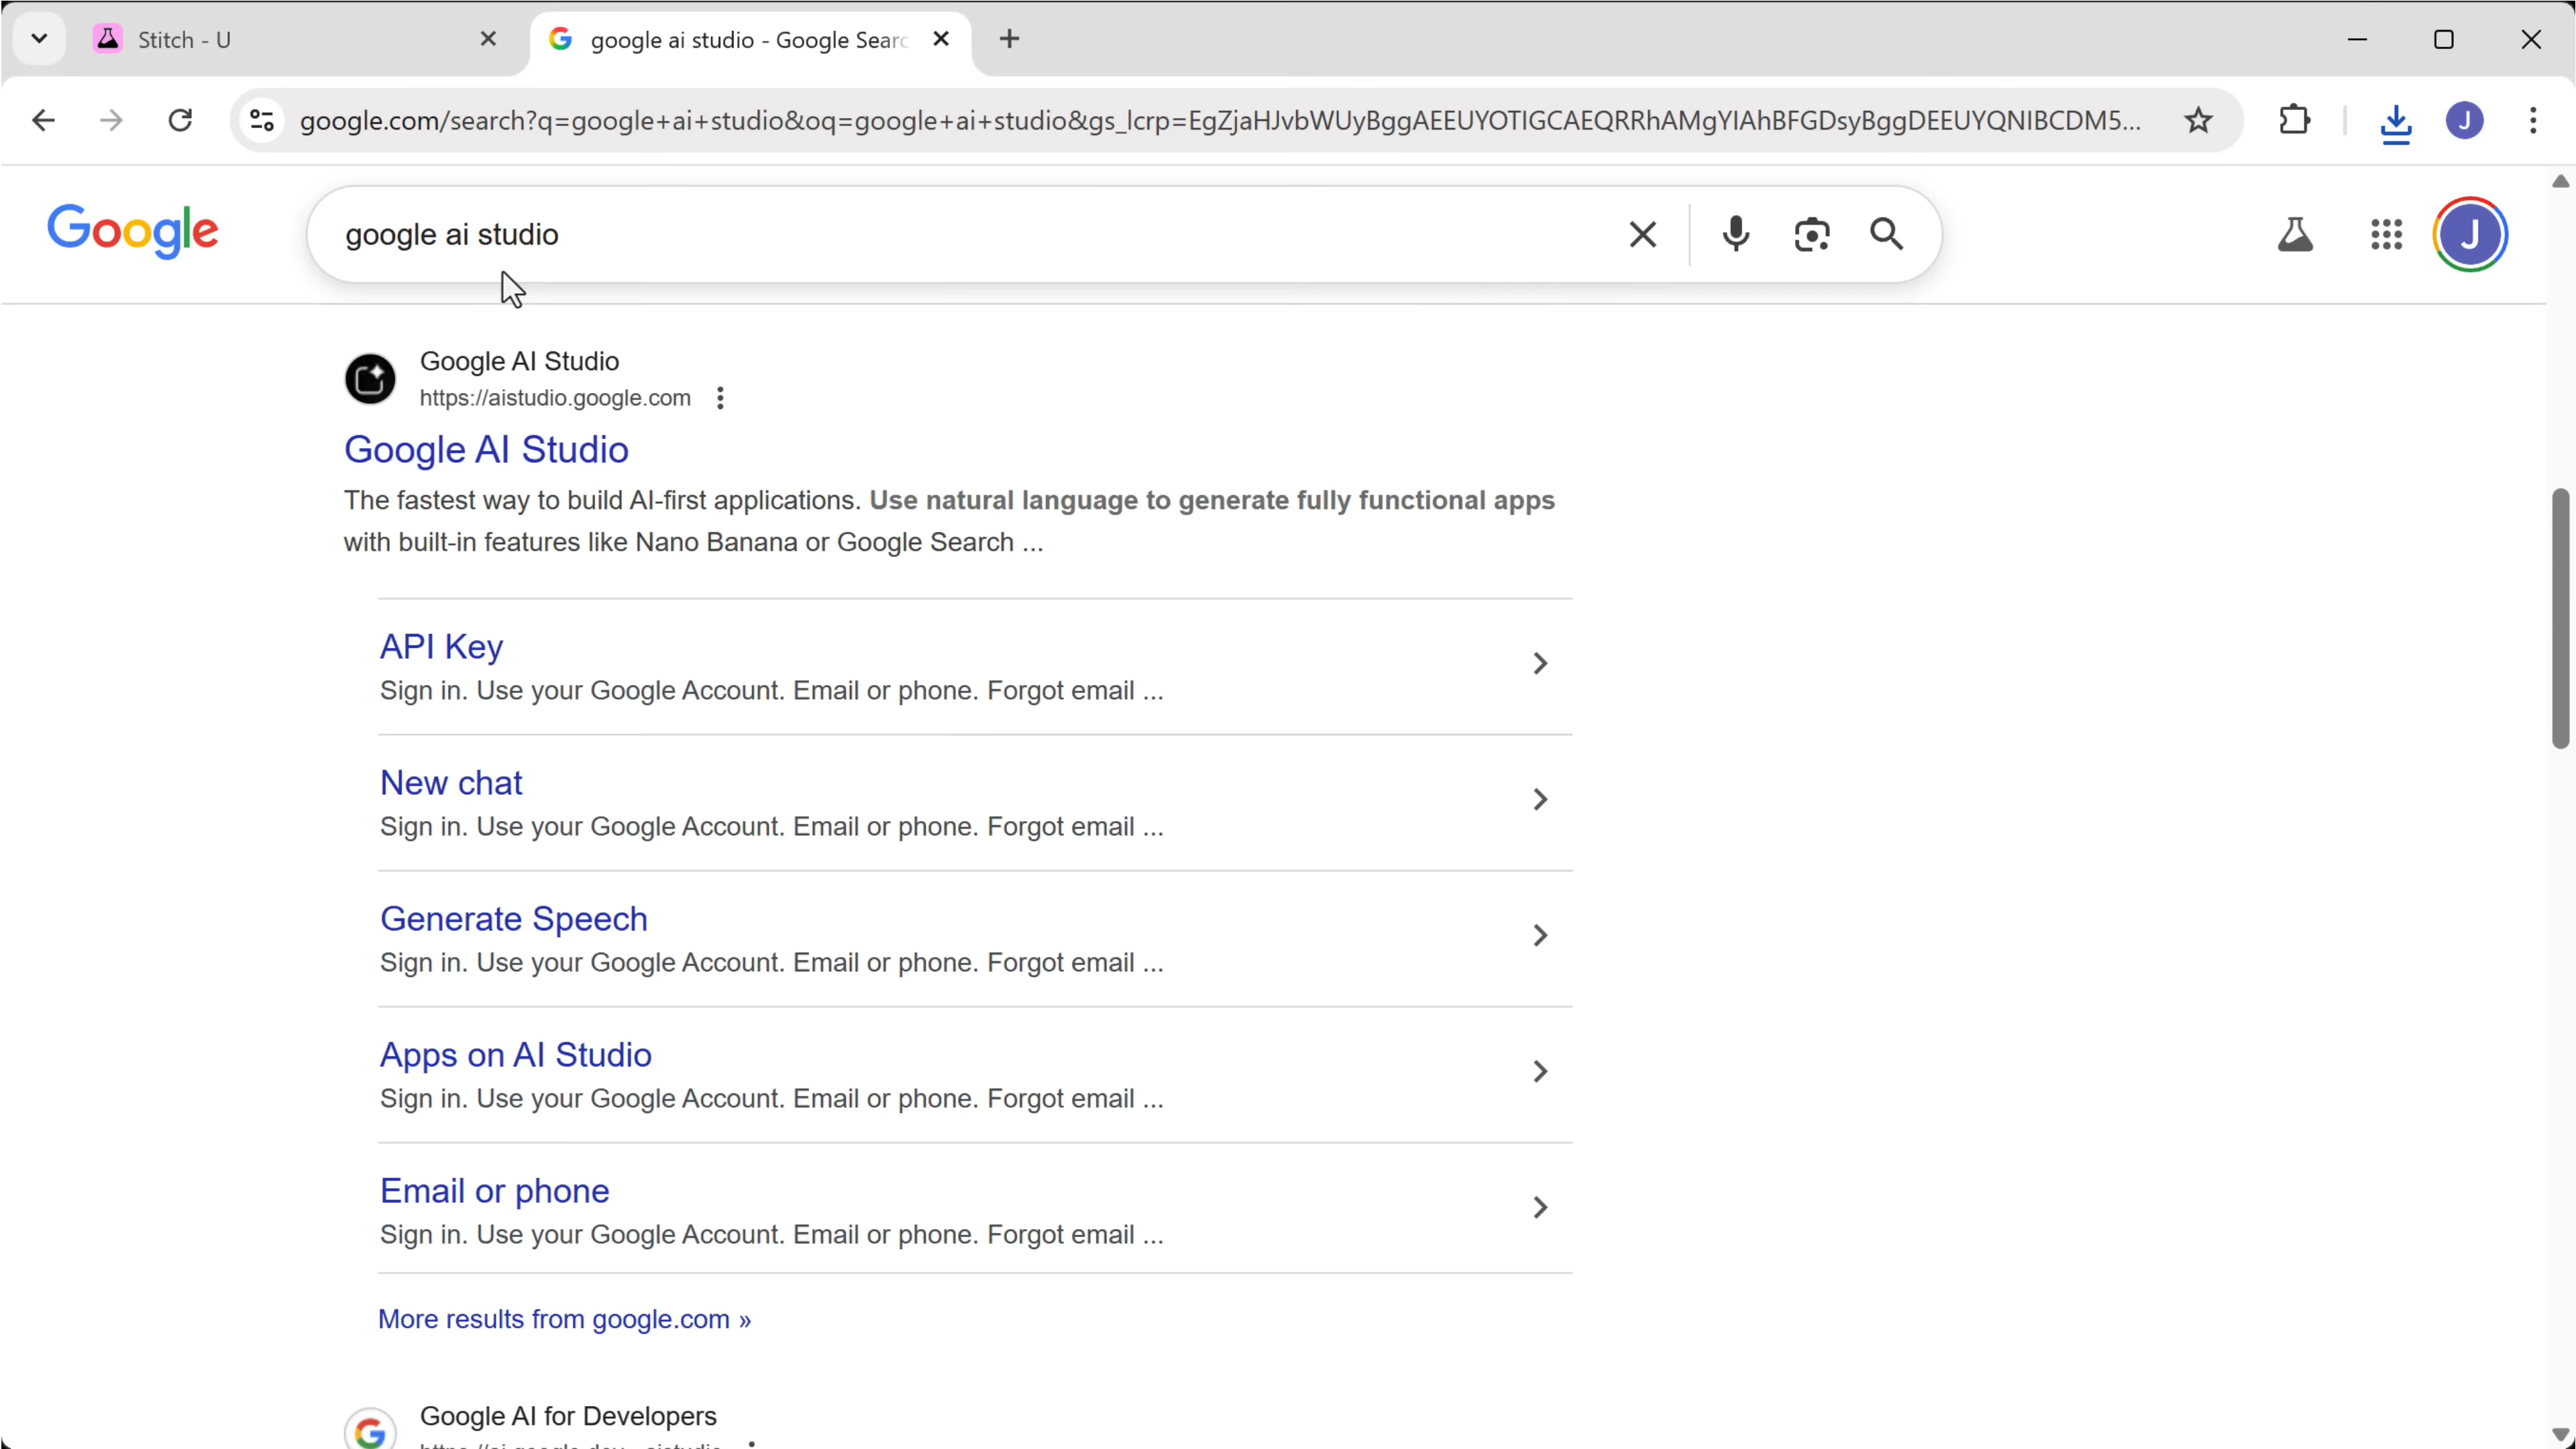 Stitch - U
google ai studio - Google Searc
google.com/search?q=google+ai+studio&oq=google+ai+studio&gs_lcrp=EgZjaHJvbWUyBggAEEUYOTIGCAEQRRhAMgYIAhBFGDsyBggDEEUYQNIBCDM5...
J
Google
google ai studio
J
Google AI Studio
https://aistudio.google.com
Google AI Studio
The fastest way to build AI-first applications. Use natural language to generate fully functional apps
with built-in features like Nano Banana or Google Search ...
API Key
Sign in. Use your Google Account. Email or phone. Forgot email ...
New chat
Sign in. Use your Google Account. Email or phone. Forgot email ...
Generate Speech
Sign in. Use your Google Account. Email or phone. Forgot email ...
Apps on AI Studio
Sign in. Use your Google Account. Email or phone. Forgot email ...
Email or phone
Sign in. Use your Google Account. Email or phone. Forgot email ...
More results from google.com »
Google AI for Developers